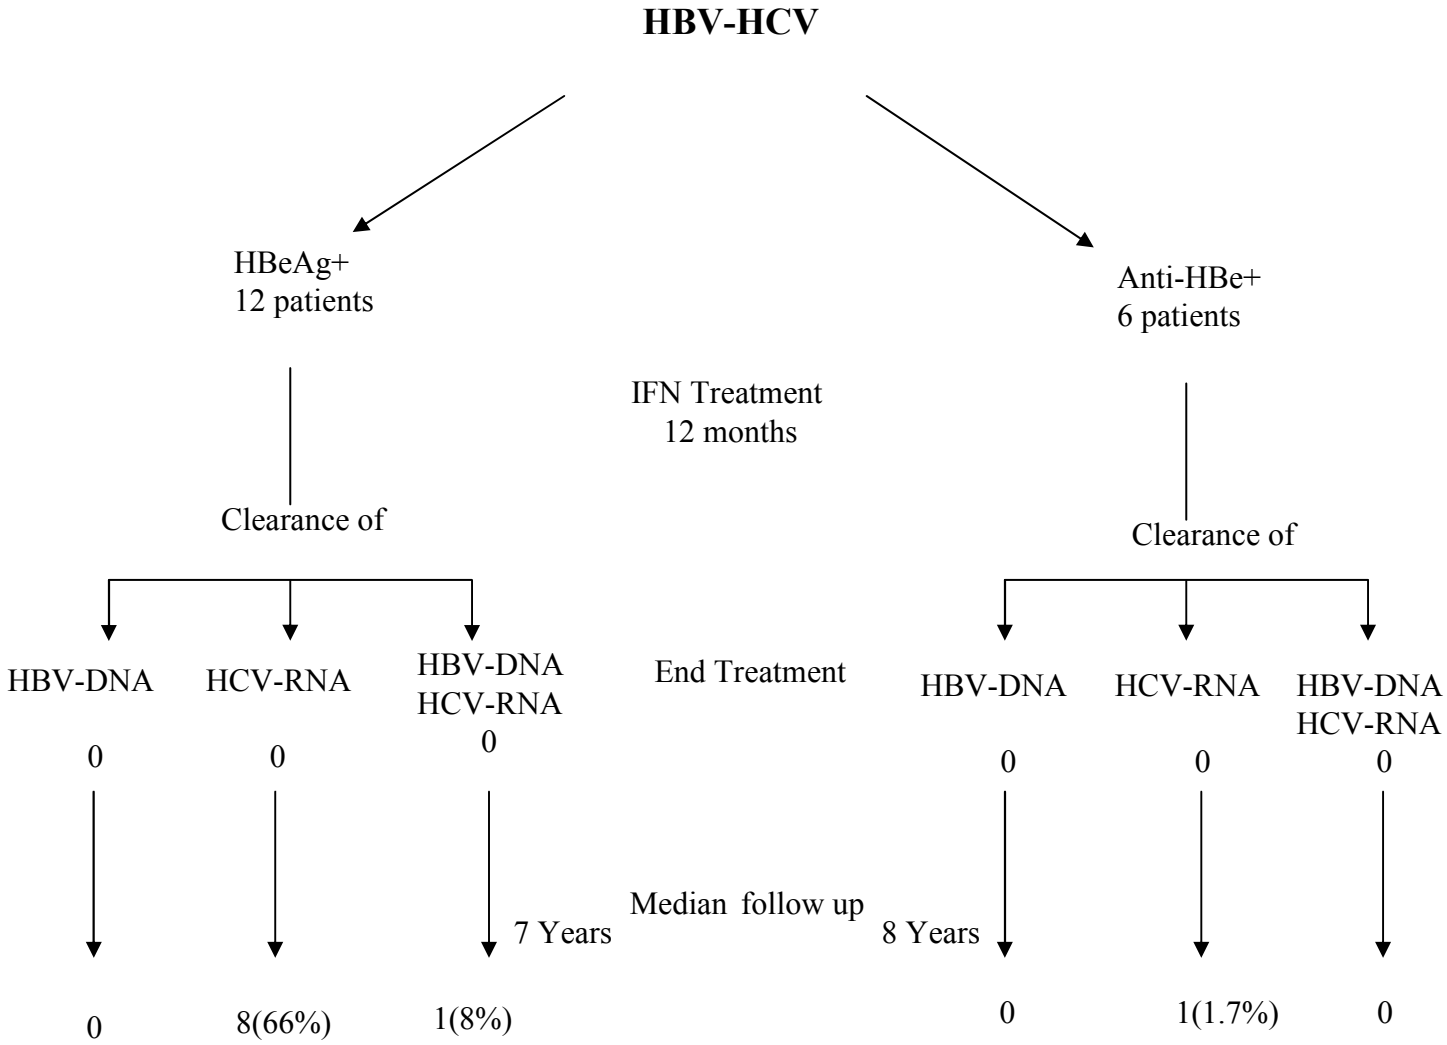 HBV-HCV
HBeAg+
12 patients
Anti-HBe+
6 patients
IFN Treatment
12 months
Clearance of
Clearance of
HBV-DNA
HCV-RNA
HBV-DNA
HCV-RNA
End Treatment
HBV-DNA
HCV-RNA
HBV-DNA
HCV-RNA
0
0
0
0
0
0
Median follow up
7 Years
8 Years
0
8(66%)
1(8%)
0
1(1.7%)
0